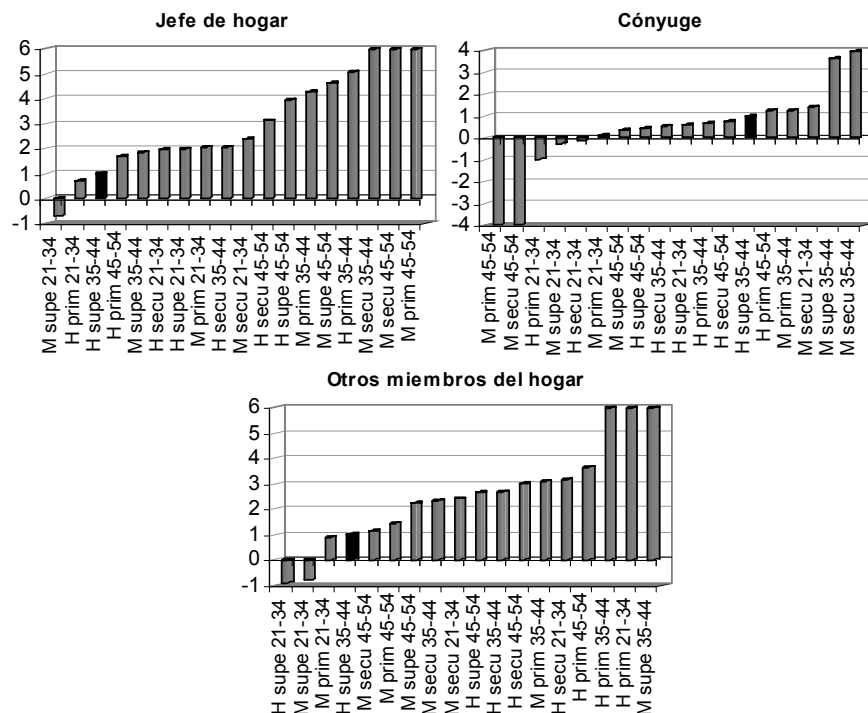 Jefe de hogar
6
5
4
3
2
1
0
-1
M supe 21-34
H prim 21-34
H supe 35-44
H prim 45-54
M supe 35-44
H secu 21-34
H supe 21-34
M prim 21-34
H secu 35-44
M secu 21-34
H secu 45-54
H supe 45-54
M prim 35-44
M supe 45-54
H prim 35-44
M secu 35-44
M secu 45-54
M prim 45-54
Cónyuge
4
3
2
1
0
-1
-2
-3
-4
M prim 45-54
M secu 45-54
H prim 21-34
M supe 21-34
H secu 21-34
M prim 21-34
M supe 45-54
H supe 45-54
H secu 35-44
H supe 21-34
H prim 35-44
H secu 45-54
H supe 35-44
H prim 45-54
M prim 35-44
M secu 21-34
M supe 35-44
M secu 35-44
Otros miembros del hogar
6
5
4
3
2
1
0
-1
H supe 21-34
M supe 21-34
M prim 21-34
H supe 35-44
M secu 45-54
M prim 45-54
M supe 45-54
M secu 35-44
M secu 21-34
H supe 45-54
H secu 35-44
H secu 45-54
M prim 35-44
H secu 21-34
H prim 45-54
H prim 35-44
H prim 21-34
M supe 35-44